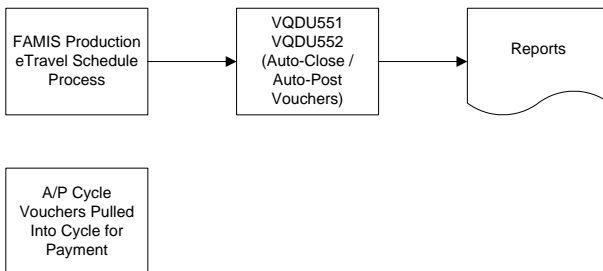 FAMIS Production
eTravel Schedule
Process
VQDU551
VQDU552
(Auto-Close /
Auto-Post
Vouchers)
Reports
A/P Cycle
Vouchers Pulled
Into Cycle for
Payment